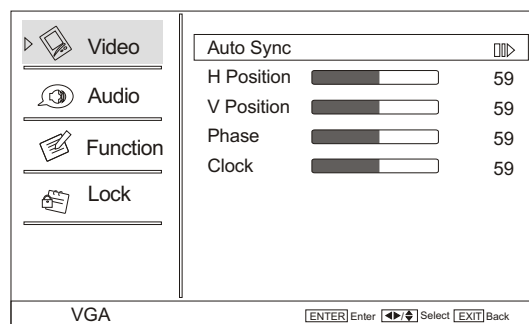 Video
Audio
Function
Lock
Auto Sync
H Position 59
V Position 59
Phase 59
Clock 59
VGA
ENTER Enter Select EXIT Back